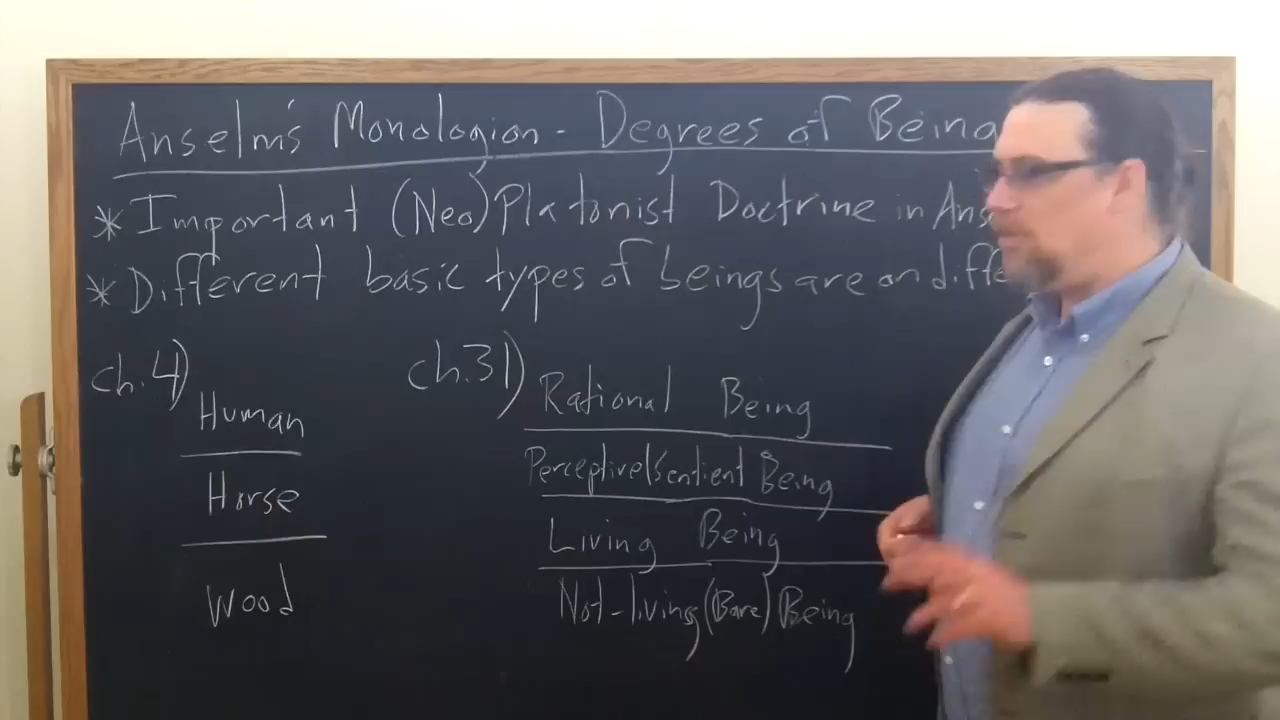 Anselm's Monologion - Degrees of Being
* Important (Neo)Platonist Doctrine in Ans
* Different basic types of beings are on diffe
ch.4)
Human
Horse
Wood
ch.31)
Rational Being
Perceptive/Sentient Being
Living Being
Not-living (Bare) Being